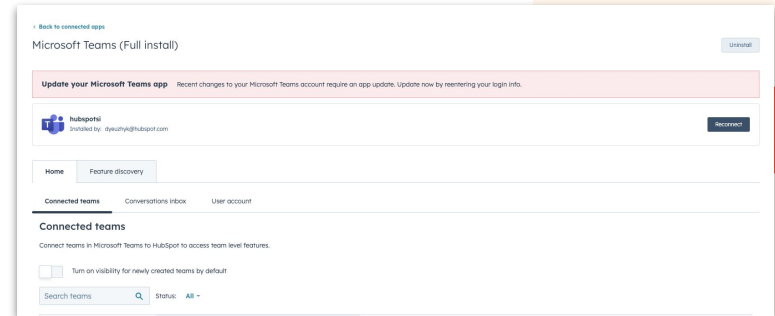 ‹ Back to connected apps
Microsoft Teams (Full install)
Uninstall
Update your Microsoft Teams app Recent changes to your Microsoft Teams account require an app update. Update now by reentering your login info.
hubspotsi
Installed by: dyeuzhyk@hubspot.com
Reconnect
Home Feature discovery
Connected teams Conversations inbox User account
Connected teams
Connect teams in Microsoft Teams to HubSpot to access team level features.
Turn on visibility for newly created teams by default
Search teams Status: All